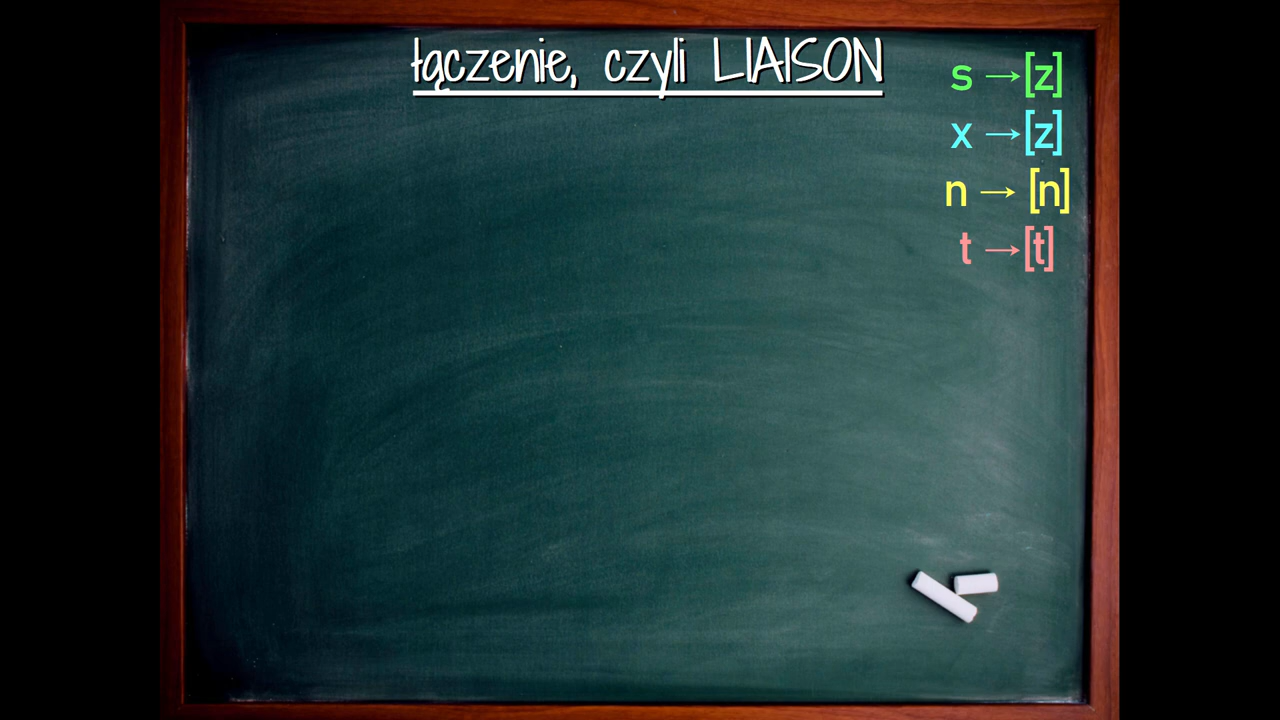 łączenie, czyli LIAISON
s → [z]
x → [z]
n → [n]
t → [t]